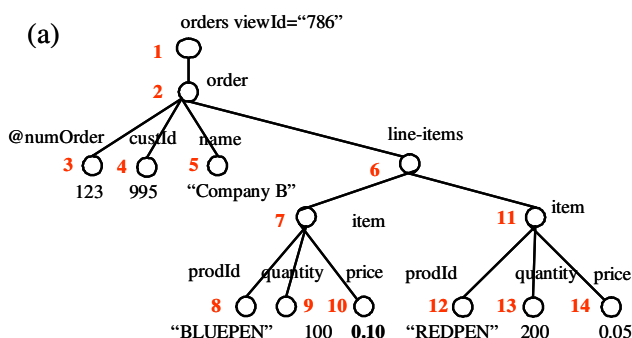 (a)
orders viewId=“786”
1
order
2
@numOrder custId name line-items
3 4 5 6
123 995 “Company B”
7 item 11 item
prodId quantity price prodId quantity price
8 9 10 12 13 14
“BLUEPEN” 100 0.10 “REDPEN” 200 0.05